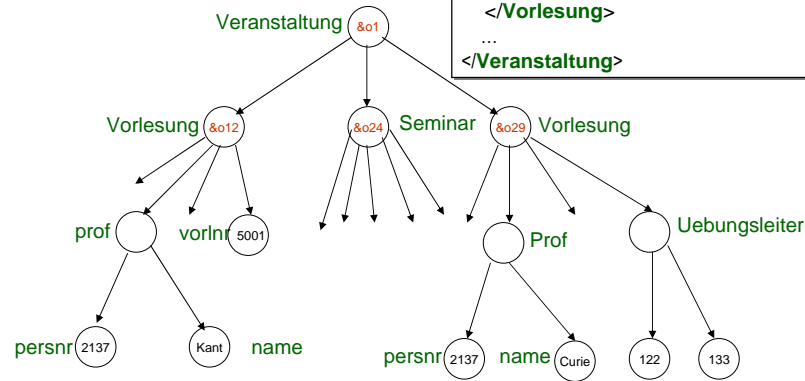 </Vorlesung>
...
</Veranstaltung>
Veranstaltung &o1
Vorlesung &o12 &o24 Seminar &o29 Vorlesung
prof vorlnr 5001 Prof Uebungsleiter
persnr 2137 Kant name persnr 2137 name Curie 122 133